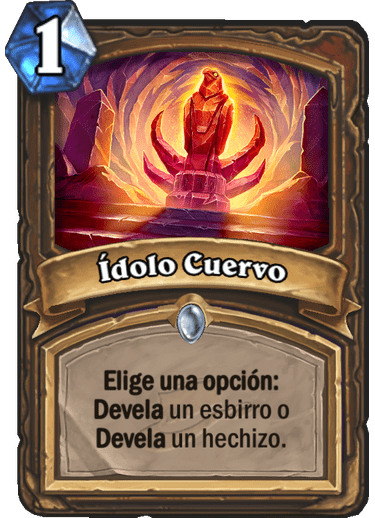 1
Ídolo Cuervo
Elige una opción:
Devela un esbirro o
Devela un hechizo.